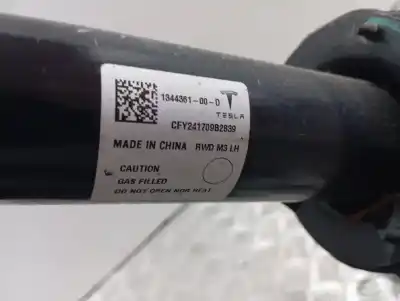 1344361-00-D
TESLA
CFY241709B2839
MADE IN CHINA RWD M3 LH
CAUTION
GAS FILLED
DO NOT OPEN NOR HEAT